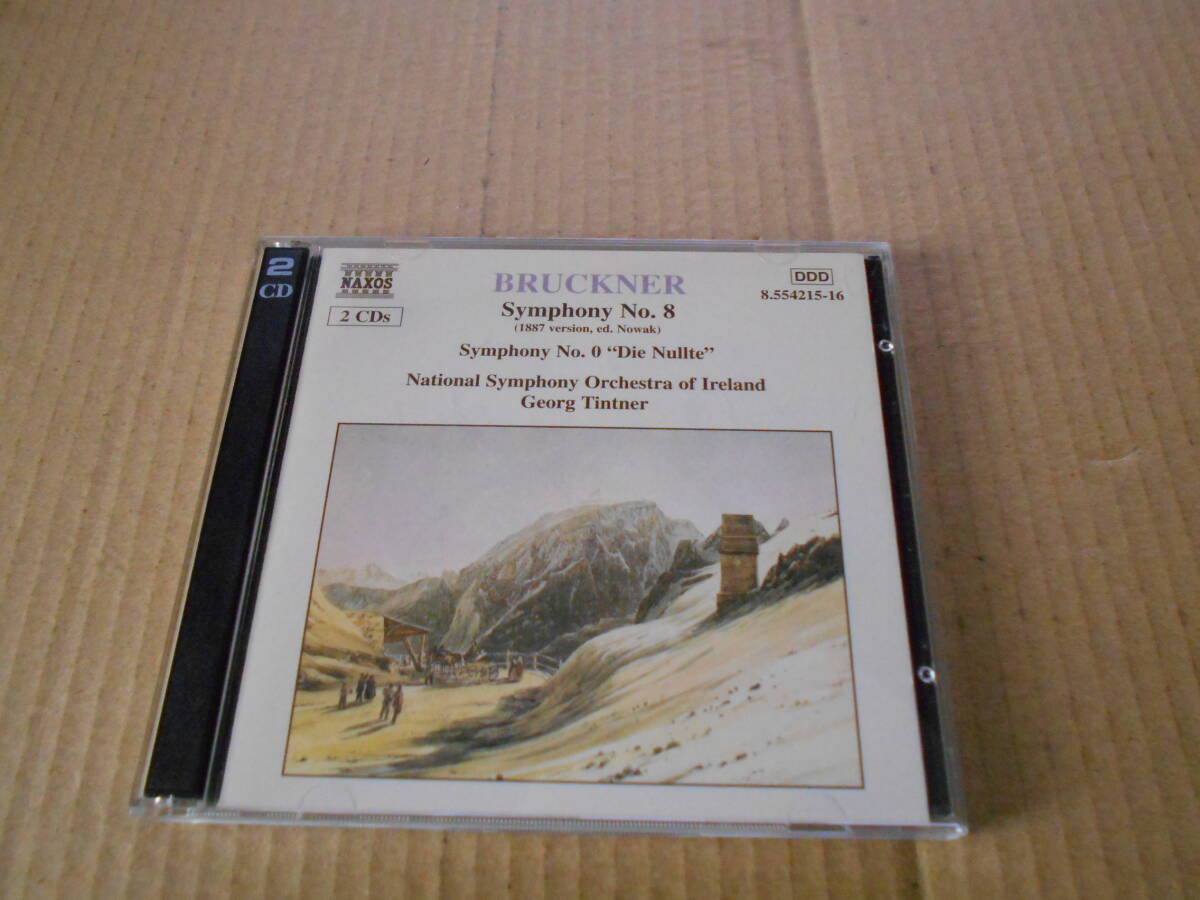 2
CD
NAXOS
2 CDs
BRUCKNER
Symphony No. 8
(1887 version, ed. Nowak)
Symphony No. 0 “Die Nullte”
National Symphony Orchestra of Ireland
Georg Tintner
DDD
8.554215-16